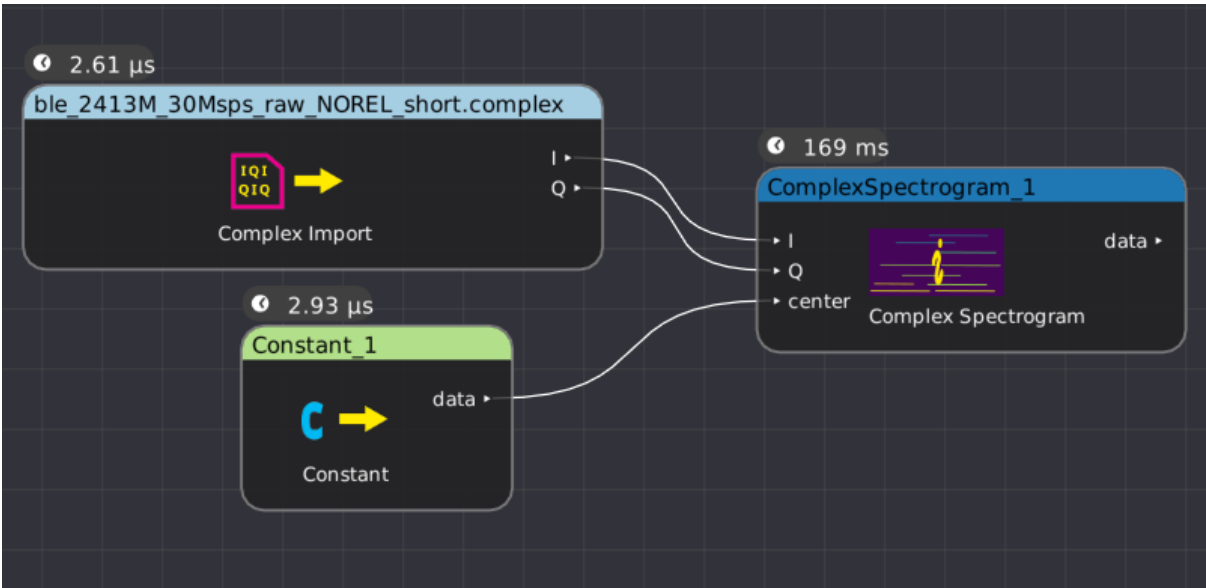 2.61 µs
ble_2413M_30Msps_raw_NOREL_short.complex
I
Q
IQI
QIQ
Complex Import
169 ms
ComplexSpectrogram_1
I
Q
center
data
Complex Spectrogram
2.93 µs
Constant_1
data
C
Constant